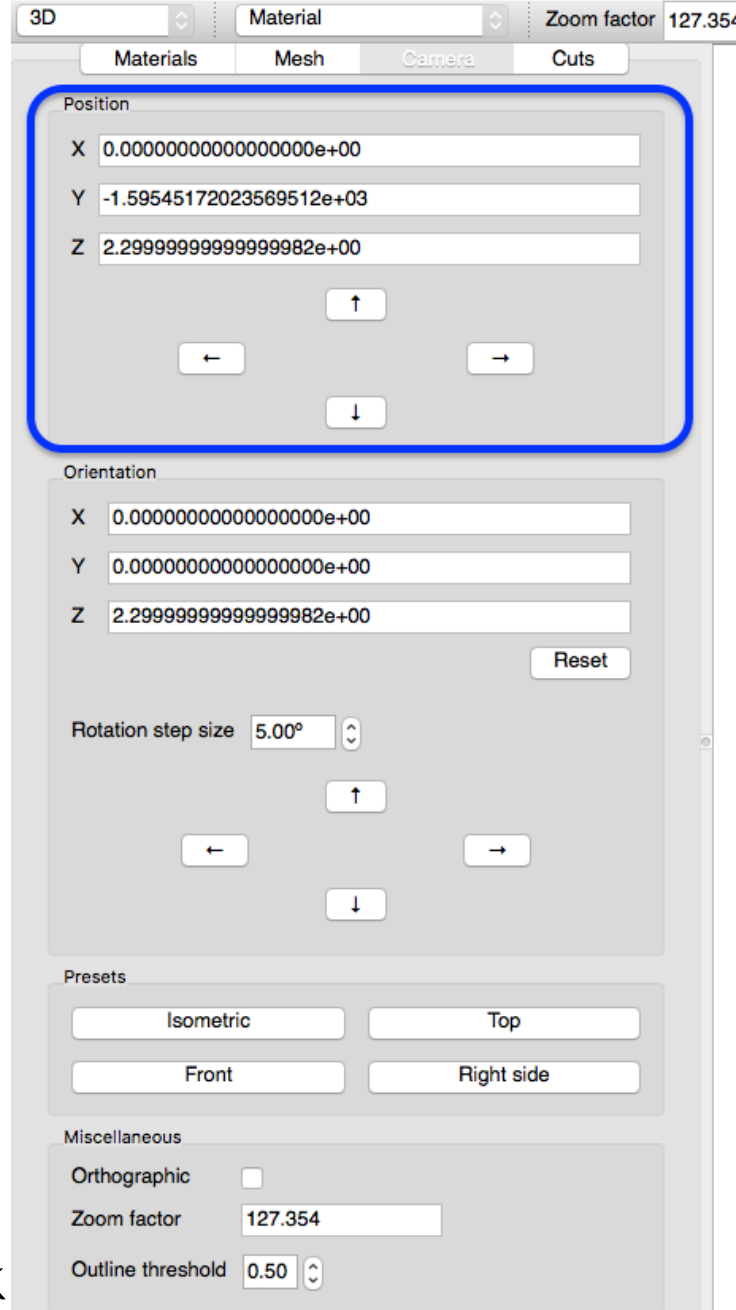 3D Material Zoom factor 127.354
Materials Mesh Camera Cuts
Position
X 0.00000000000000000e+00
Y -1.59545172023569512e+03
Z 2.29999999999999982e+00
↑
← →
↓
Orientation
X 0.00000000000000000e+00
Y 0.00000000000000000e+00
Z 2.29999999999999982e+00
Reset
Rotation step size 5.00º
↑
← →
↓
Presets
Isometric Top
Front Right side
Miscellaneous
Orthographic
Zoom factor 127.354
Outline threshold 0.50